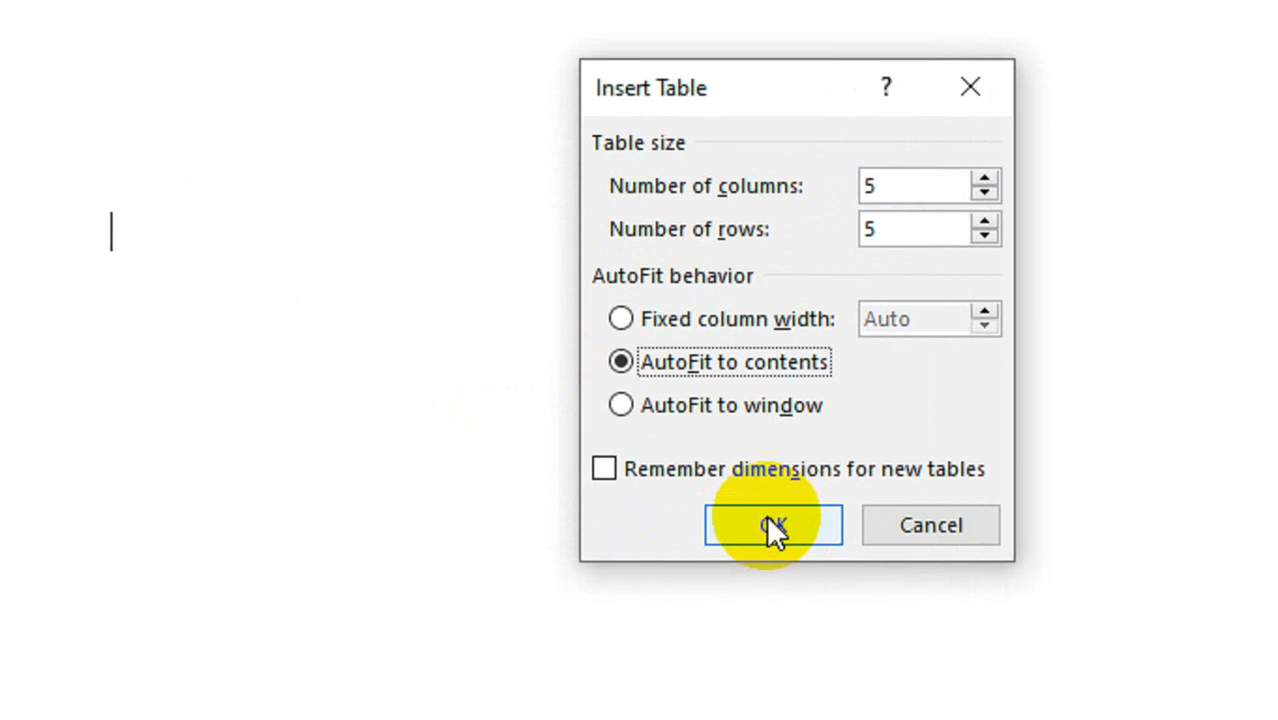 Insert Table ?
Table size
Number of columns: 5
Number of rows: 5
AutoFit behavior
Fixed column width: Auto
AutoFit to contents
AutoFit to window
Remember dimensions for new tables
OK Cancel